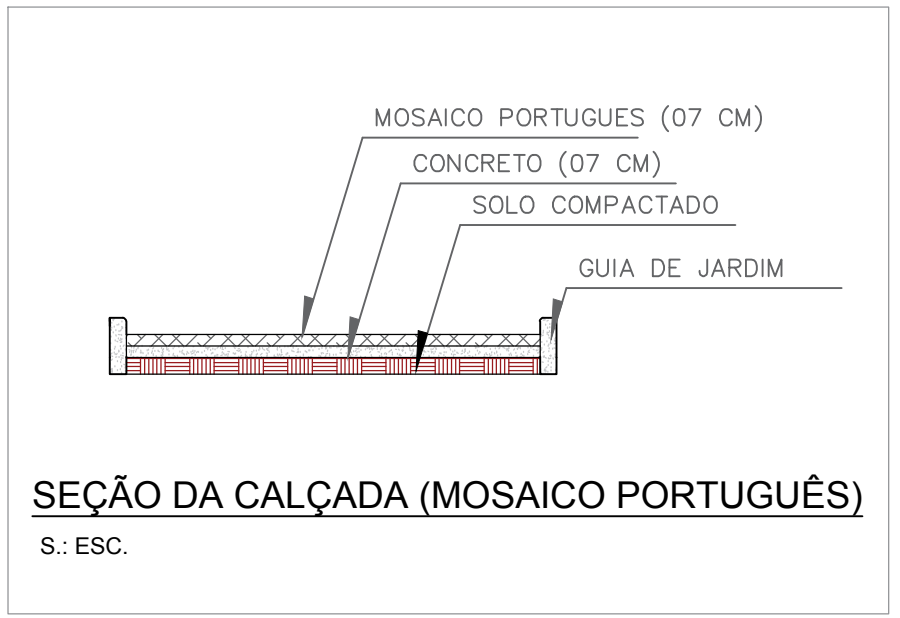 MOSAICO PORTUGUES (07 CM)
CONCRETO (07 CM)
SOLO COMPACTADO
GUIA DE JARDIM
SEÇÃO DA CALÇADA (MOSAICO PORTUGUÊS)
S.: ESC.